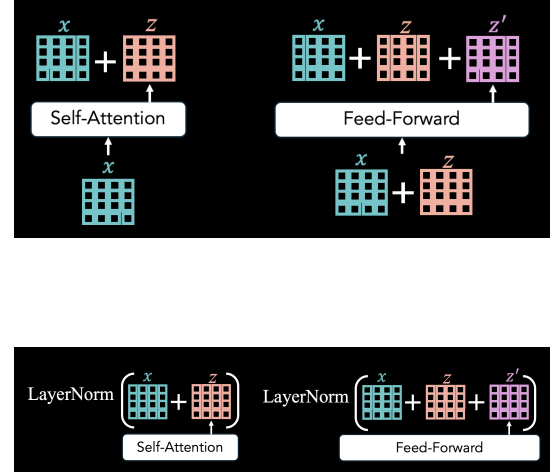 x + z
Self-Attention
x
x + z + z′
Feed-Forward
x + z
LayerNorm ( x + z )
Self-Attention
LayerNorm ( x + z + z′ )
Feed-Forward